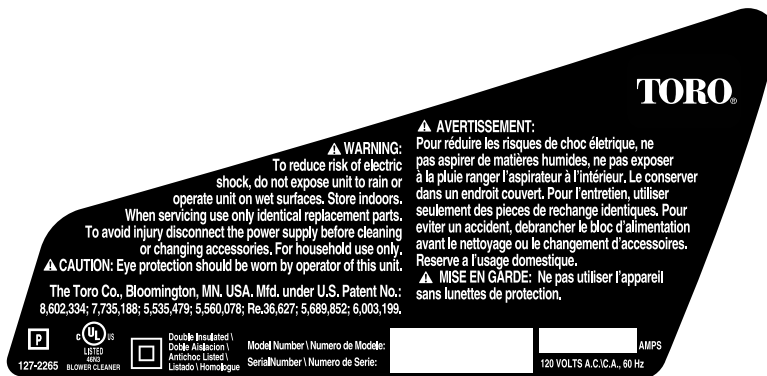 TORO®
⚠ WARNING:
To reduce risk of electric
shock, do not expose unit to rain or
operate unit on wet surfaces. Store indoors.
When servicing use only identical replacement parts.
To avoid injury disconnect the power supply before cleaning
or changing accessories. For household use only.
⚠ CAUTION: Eye protection should be worn by operator of this unit.
The Toro Co., Bloomington, MN. USA. Mfd. under U.S. Patent No.:
8,602,334; 7,735,188; 5,535,479; 5,560,078; Re.36,627; 5,689,852; 6,003,199.
⚠ AVERTISSEMENT:
Pour réduire les risques de choc életrique, ne
pas aspirer de matières humides, ne pas exposer
à la pluie ranger l'aspirateur à l'intérieur. Le conserver
dans un endroit couvert. Pour l'entretien, utiliser
seulement des pieces de rechange identiques. Pour
eviter un accident, debrancher le bloc d'alimentation
avant le nettoyage ou le changement d'accessoires.
Reserve a l'usage domestique.
⚠ MISE EN GARDE: Ne pas utiliser l'appareil
sans lunettes de protection.
P
127-2265
C UL US
LISTED
46N3
BLOWER CLEANER
Double Insulated \
Doble Aislacion \
Antichoc Listed \
Listado \ Homologue
Model Number \ Numero de Modele:
SerialNumber \ Numero de Serie:
AMPS
120 VOLTS A.C.\C.A., 60 Hz